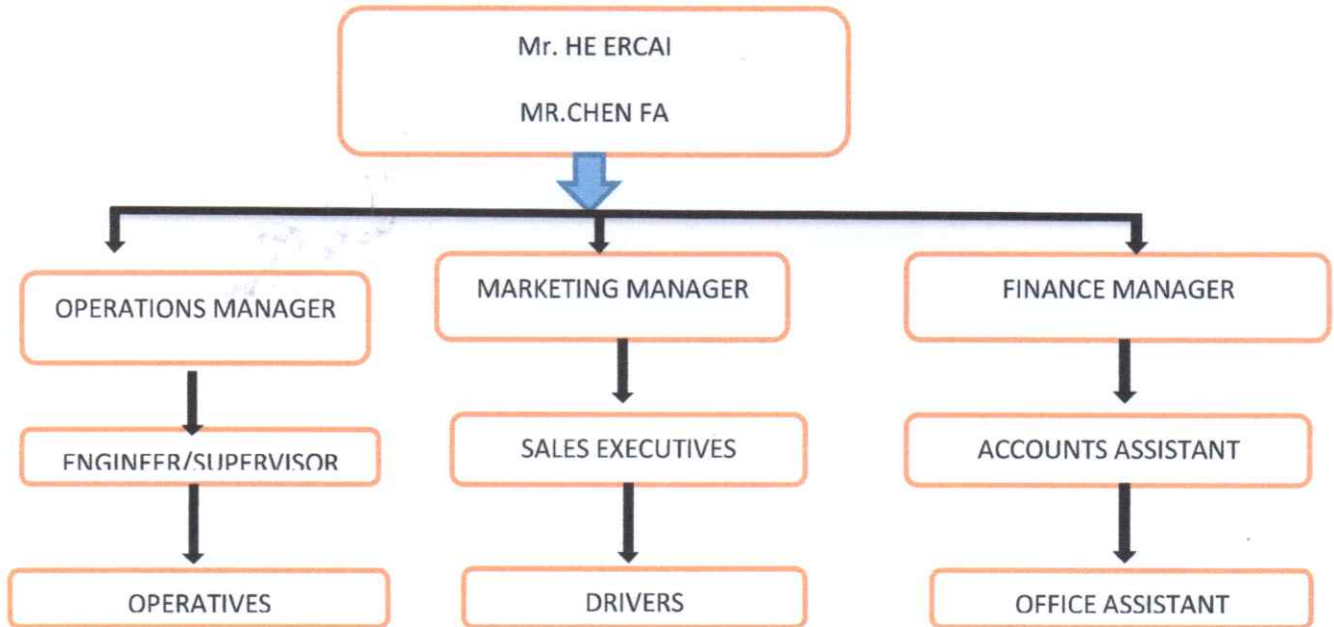 Mr. HE ERCAI
MR.CHEN FA
OPERATIONS MANAGER
MARKETING MANAGER
FINANCE MANAGER
ENGINEER/SUPERVISOR
SALES EXECUTIVES
ACCOUNTS ASSISTANT
OPERATIVES
DRIVERS
OFFICE ASSISTANT